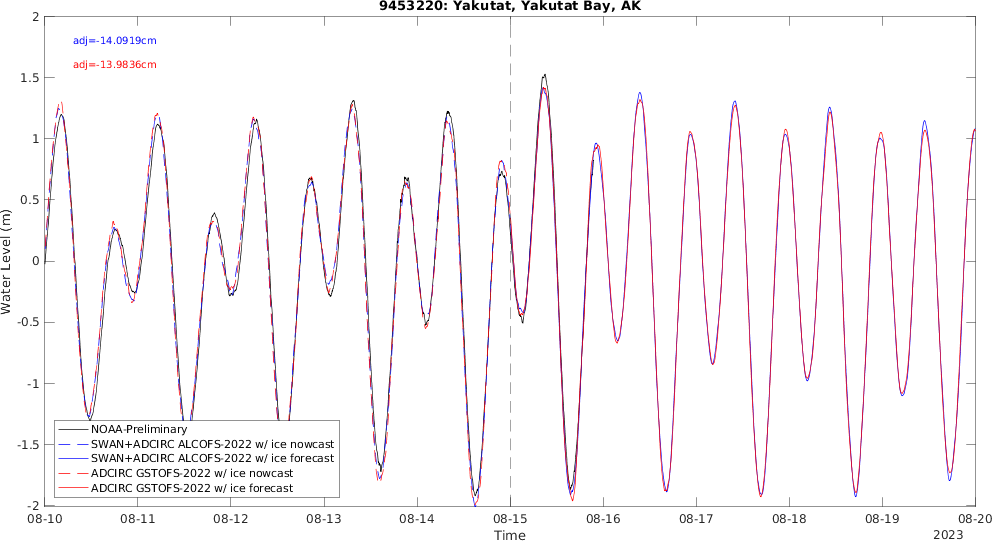 9453220: Yakutat, Yakutat Bay, AK
adj=-14.0919cm
adj=-13.9836cm
Water Level (m)
2
1.5
1
0.5
0
-0.5
-1
-1.5
-2
NOAA-Preliminary
SWAN+ADCIRC ALCOFS-2022 w/ ice nowcast
SWAN+ADCIRC ALCOFS-2022 w/ ice forecast
ADCIRC GSTOFS-2022 w/ ice nowcast
ADCIRC GSTOFS-2022 w/ ice forecast
08-10 08-11 08-12 08-13 08-14 08-15 08-16 08-17 08-18 08-19 08-20
Time
2023